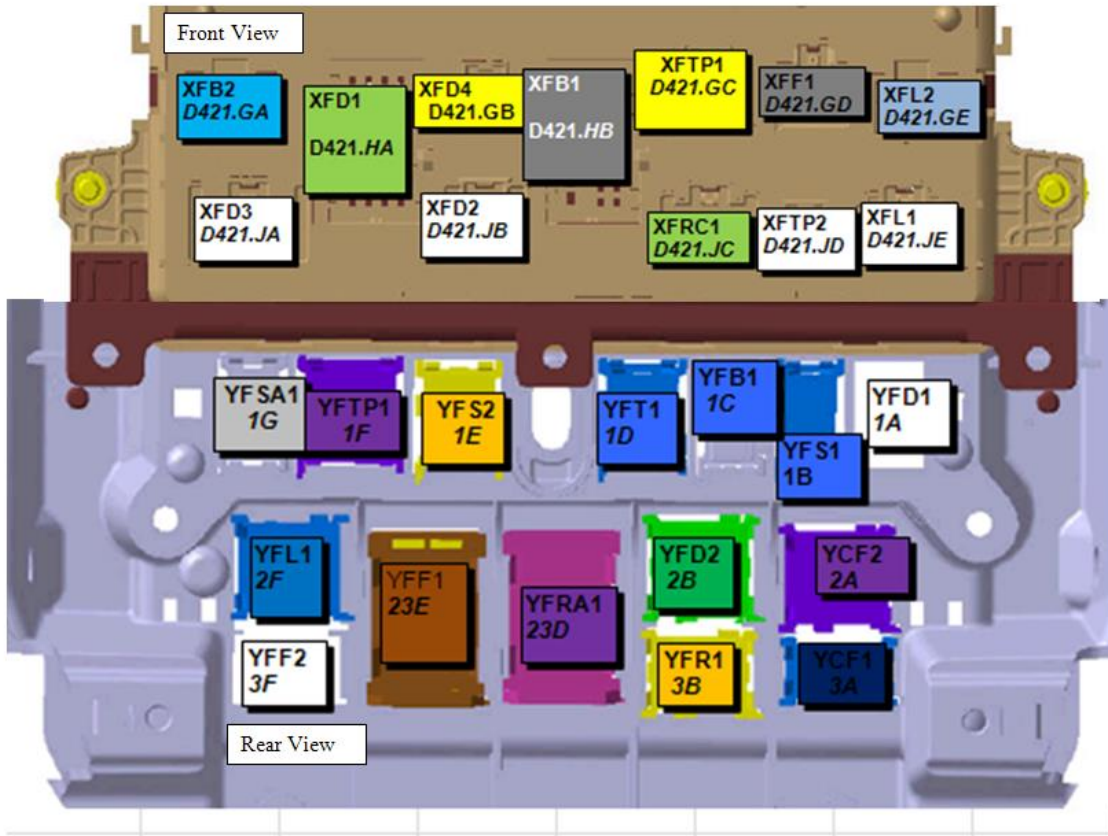 Front View
XFB2
D421.GA
XFD1
D421.HA
XFD4
D421.GB
XFB1
D421.HB
XFTP1
D421.GC
XFF1
D421.GD
XFL2
D421.GE
XFD3
D421.JA
XFD2
D421.JB
XFRC1
D421.JC
XFTP2
D421.JD
XFL1
D421.JE
YFSA1
1G
YFTP1
1F
YFS2
1E
YFT1
1D
YFB1
1C
YFS1
1B
YFD1
1A
YFL1
2F
YFF1
23E
YFRA1
23D
YFD2
2B
YCF2
2A
YFF2
3F
YFR1
3B
YCF1
3A
Rear View